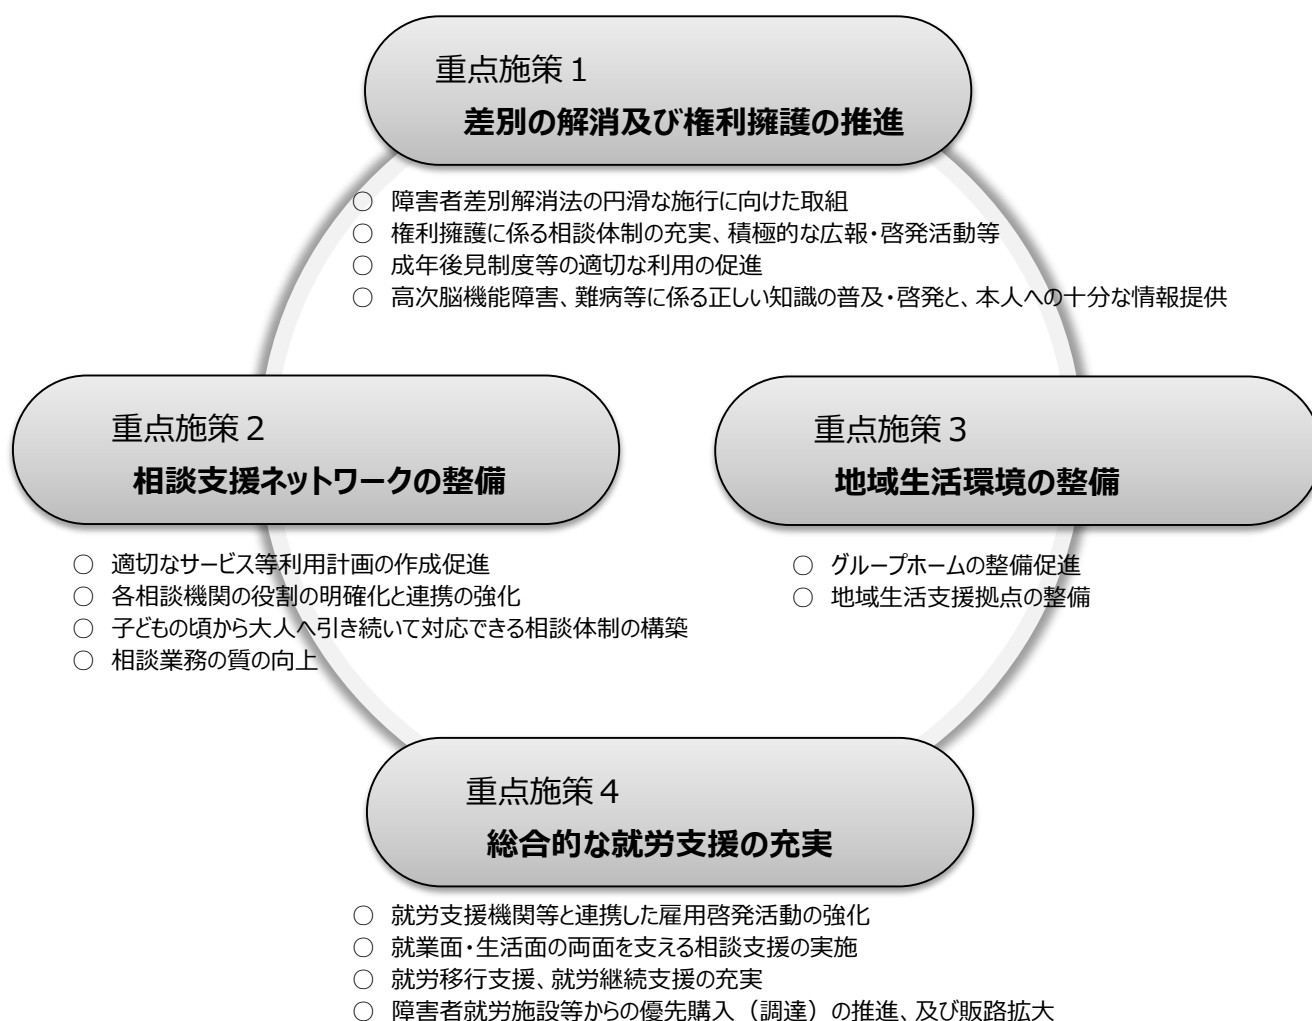 重点施策１
差別の解消及び権利擁護の推進
○ 障害者差別解消法の円滑な施行に向けた取組
○ 権利擁護に係る相談体制の充実、積極的な広報・啓発活動等
○ 成年後見制度等の適切な利用の促進
○ 高次脳機能障害、難病等に係る正しい知識の普及・啓発と、本人への十分な情報提供
重点施策２
相談支援ネットワークの整備
○ 適切なサービス等利用計画の作成促進
○ 各相談機関の役割の明確化と連携の強化
○ 子どもの頃から大人へ引き続いて対応できる相談体制の構築
○ 相談業務の質の向上
重点施策３
地域生活環境の整備
○ グループホームの整備促進
○ 地域生活支援拠点の整備
重点施策４
総合的な就労支援の充実
○ 就労支援機関等と連携した雇用啓発活動の強化
○ 就業面・生活面の両面を支える相談支援の実施
○ 就労移行支援、就労継続支援の充実
○ 障害者就労施設等からの優先購入（調達）の推進、及び販路拡大